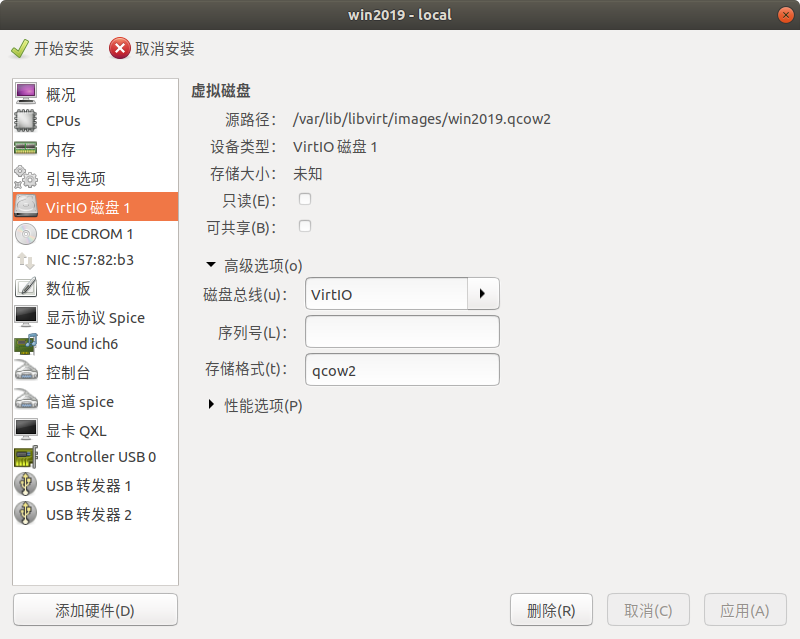 win2019 - local
开始安装 取消安装
概况
CPUs
内存
引导选项
VirtIO 磁盘 1
IDE CDROM 1
NIC :57:82:b3
数位板
显示协议 Spice
Sound ich6
控制台
信道 spice
显卡 QXL
Controller USB 0
USB 转发器 1
USB 转发器 2
添加硬件(D)
虚拟磁盘
源路径： /var/lib/libvirt/images/win2019.qcow2
设备类型： VirtIO 磁盘 1
存储大小： 未知
只读(E)：
可共享(B)：
高级选项(o)
磁盘总线(u)： VirtIO
序列号(L)：
存储格式(t)： qcow2
性能选项(P)
删除(R) 取消(C) 应用(A)